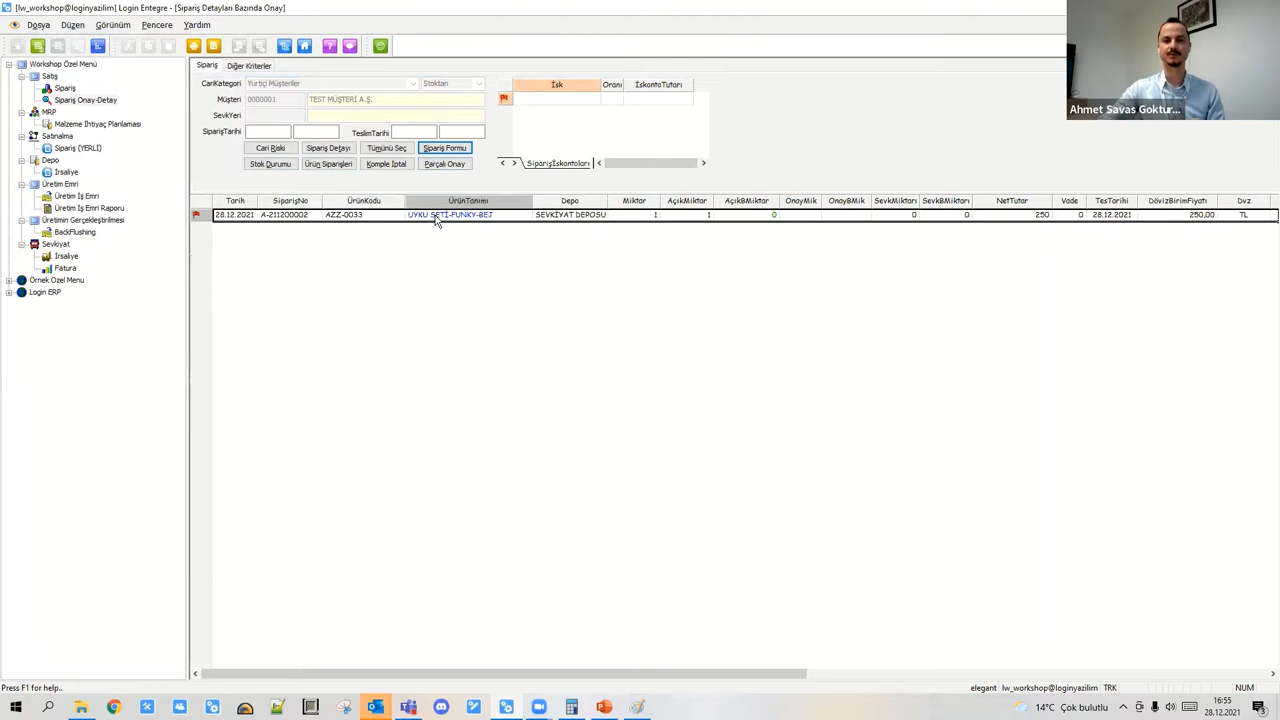 [lw_workshop@loginyazilim] Login Entegre - [Sipariş Detayları Bazında Onay]
Dosya Düzen Görünüm Pencere Yardım
Workshop Özel Menü
Satış
Sipariş
Sipariş Onay-Detay
MRP
Malzeme İhtiyaç Planlaması
Satınalma
Sipariş (YERLİ)
Depo
İrsaliye
Üretim Emri
Üretim İş Emri
Üretim İş Emri Raporu
Üretimin Gerçekleştirilmesi
BackFlushing
Sevkiyat
İrsaliye
Fatura
Örnek Özel Menu
Login ERP
Sipariş Diğer Kriterler
CariKategori Yurtiçi Müşteriler Stoktan
Müşteri 0000001 TEST MÜŞTERİ A.Ş.
SevkYeri
SiparişTarihi TeslimTarihi
Cari Riski Sipariş Detayı Tümünü Seç Sipariş Formu
Stok Durumu Ürün Siparişleri Komple İptal Parçalı Onay
İsk Oranı İskontoTutarı
Siparişİskontoları
Ahmet Savas Goktur...
Tarih SiparişNo ÜrünKodu ÜrünTanımı Depo Miktar AçıkMiktar AçıkBMiktar OnayMik OnayBMik SevkMiktarı SevkBMiktarı NetTutar Vade TesTarihi DövizBirimFiyatı Dvz
28.12.2021 A-211200002 AZZ-0033 UYKU SETİ-FUNKY-BEJ SEVKİYAT DEPOSU 1 1 0 0 0 250 0 28.12.2021 250,00 TL
Press F1 for help..
elegant lw_workshop@loginyazilim TRK NUM
14°C Çok bulutlu
16:55
28.12.2021
3